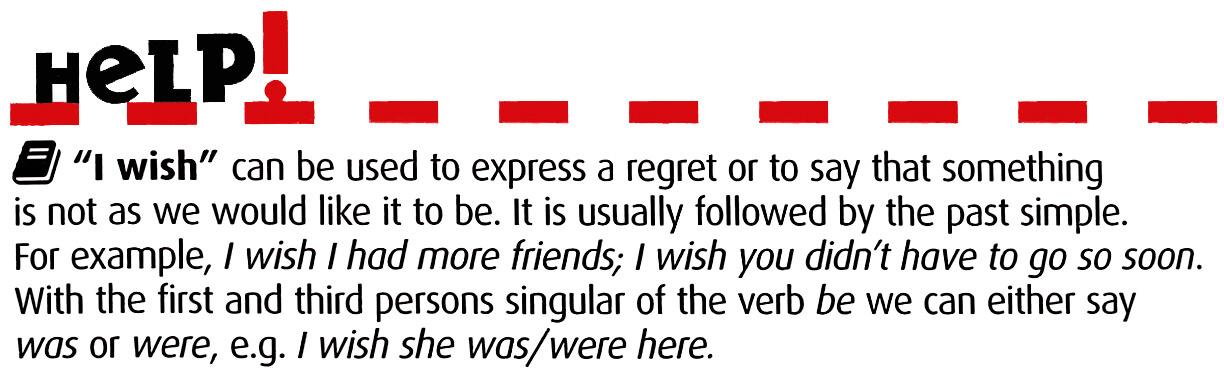 HeLP!
“I wish” can be used to express a regret or to say that something
is not as we would like it to be. It is usually followed by the past simple.
For example, I wish I had more friends; I wish you didn’t have to go so soon.
With the first and third persons singular of the verb be we can either say
was or were, e.g. I wish she was/were here.